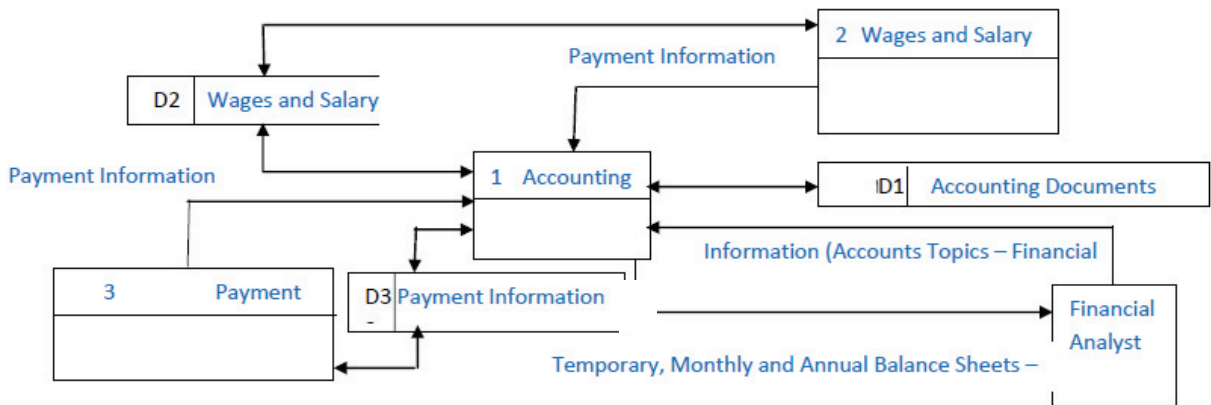 2 Wages and Salary
Payment Information
D2 Wages and Salary
Payment Information
1 Accounting
D1 Accounting Documents
Information (Accounts Topics – Financial
3 Payment
D3 Payment Information
Financial
Analyst
Temporary, Monthly and Annual Balance Sheets –